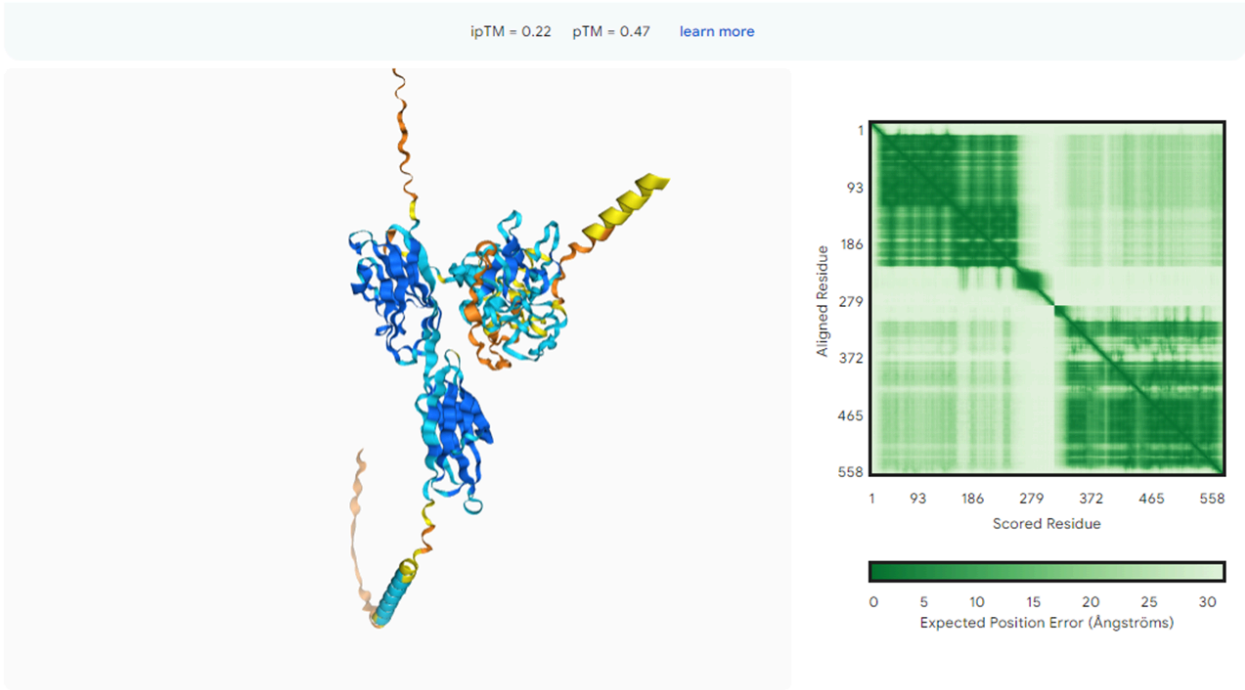 ipTM = 0.22 pTM = 0.47 learn more
1
93
186
279
372
465
558
Aligned Residue
1 93 186 279 372 465 558
Scored Residue
0 5 10 15 20 25 30
Expected Position Error (Ångströms)